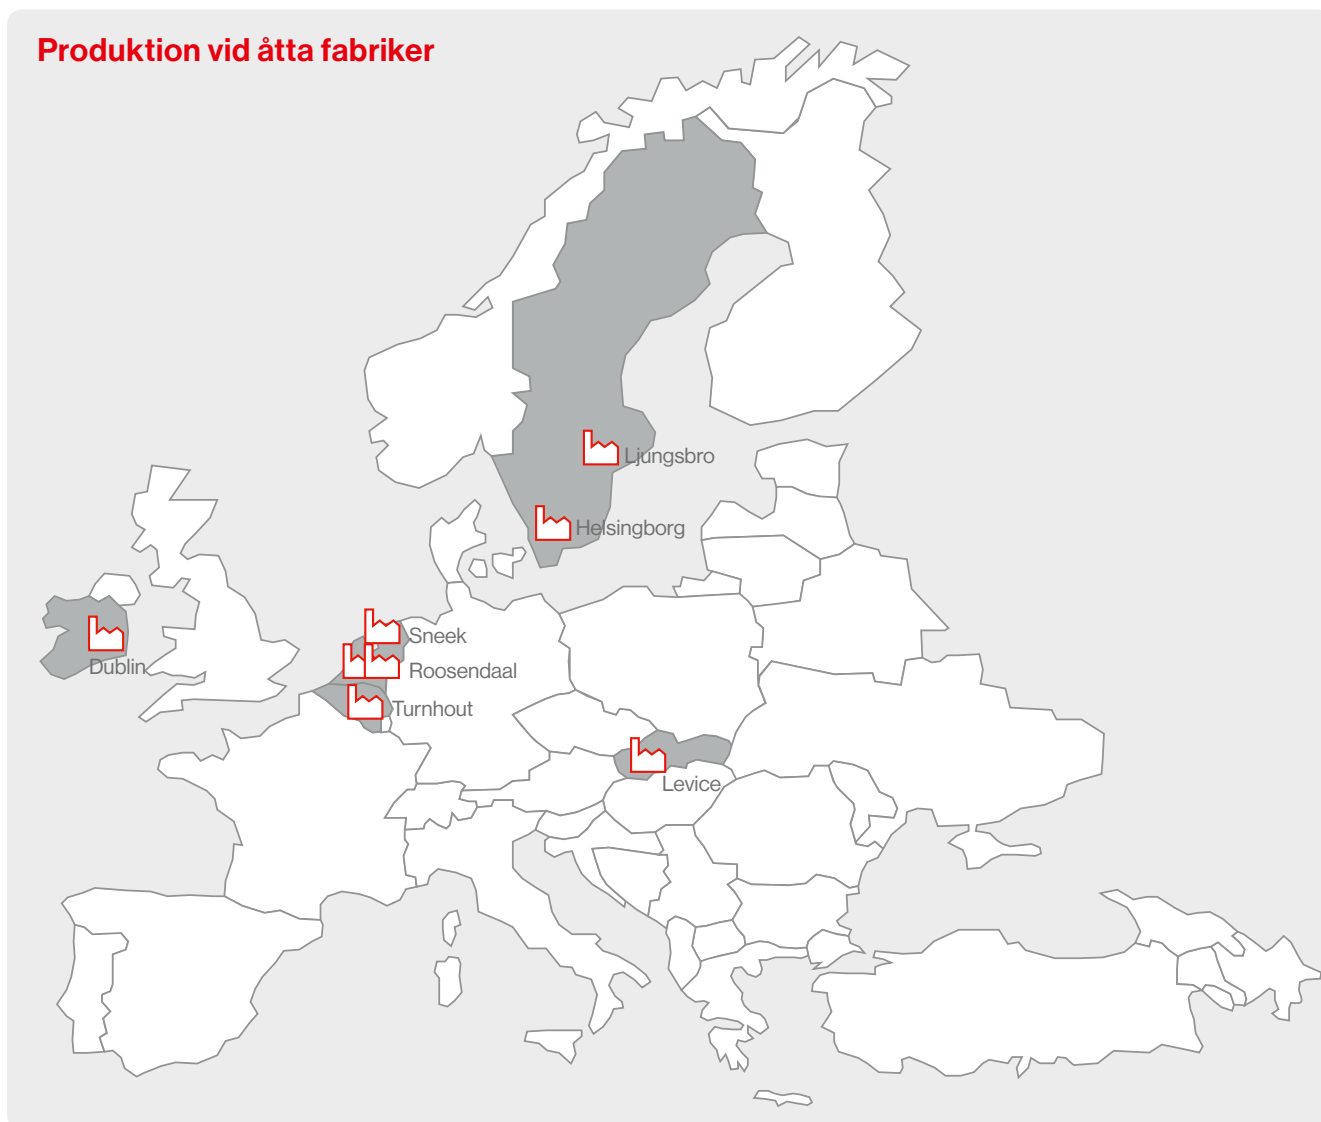 Produktion vid åtta fabriker
Ljungsbro
Helsingborg
Sneek
Dublin
Roosendaal
Turnhout
Levice